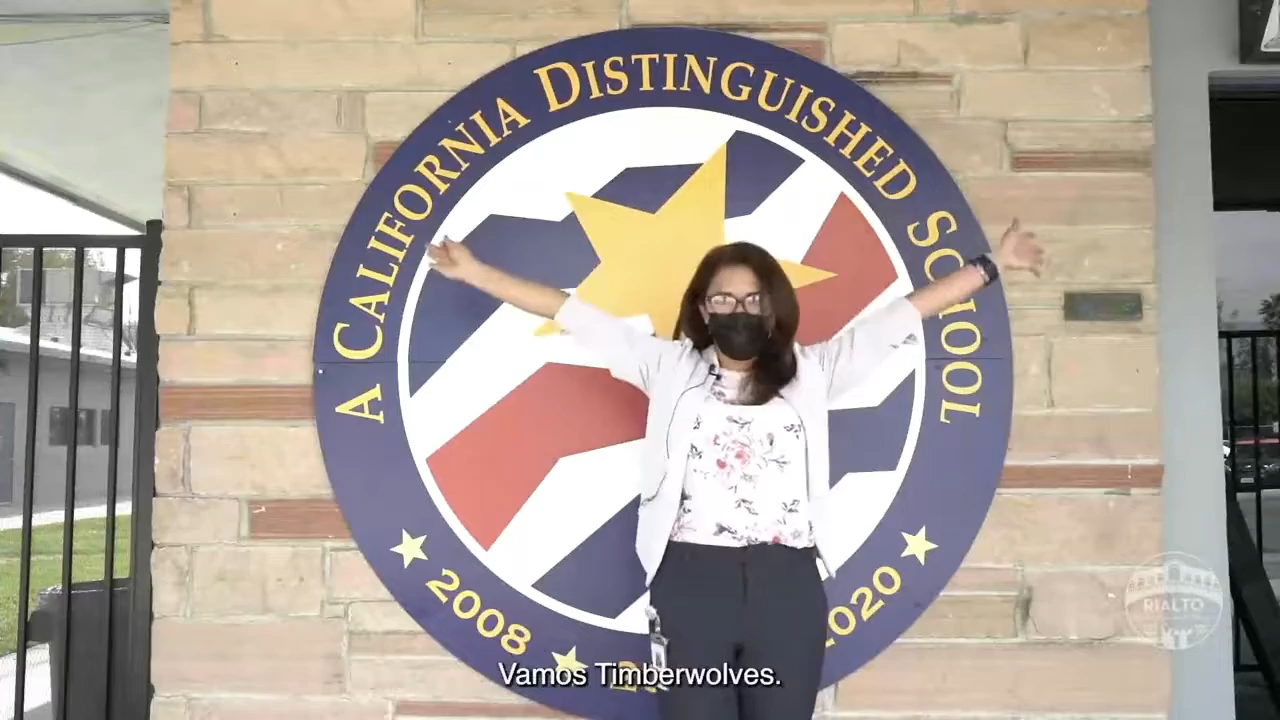 A CALIFORNIA DISTINGUISHED SCHOOL
2008
2020
Vamos Timberwolves.
RIALTO